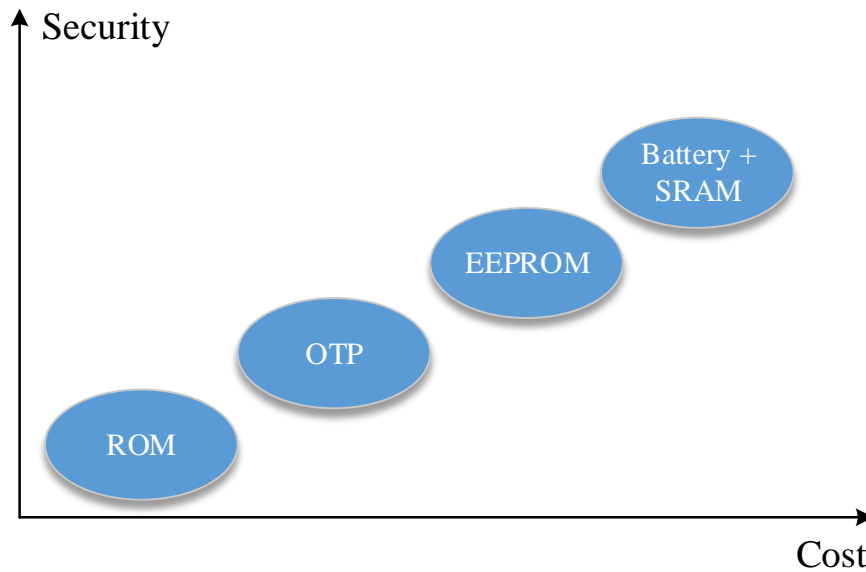 Security
Battery +
SRAM
EEPROM
OTP
ROM
Cost